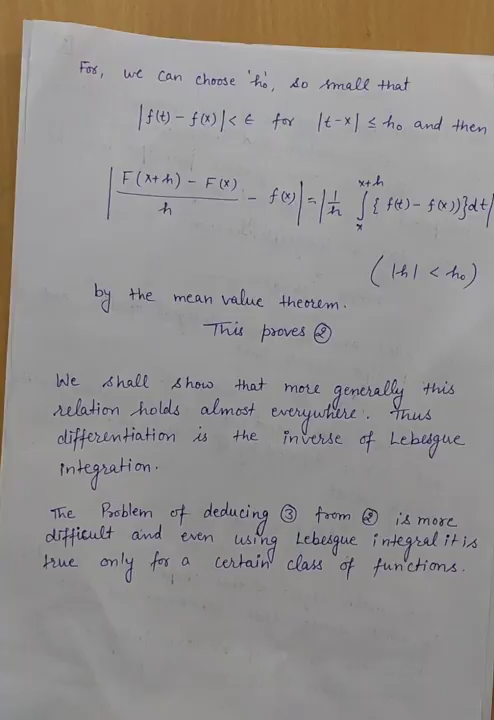 For, we can choose 'h₀', so small that
|f(t) - f(x)| < ε for |t-x| ≤ h₀ and then
| F(x+h) - F(x) / h - f(x) | = | 1/h ∫ₓˣ⁺ʰ { f(t) - f(x)) } dt |
( |h| < h₀ )
by the mean value theorem.
This proves ②
We shall show that more generally this
relation holds almost everywhere. Thus
differentiation is the inverse of Lebesgue
integration.
The Problem of deducing ③ from ② is more
difficult and even using Lebesgue integral it is
true only for a certain class of functions.